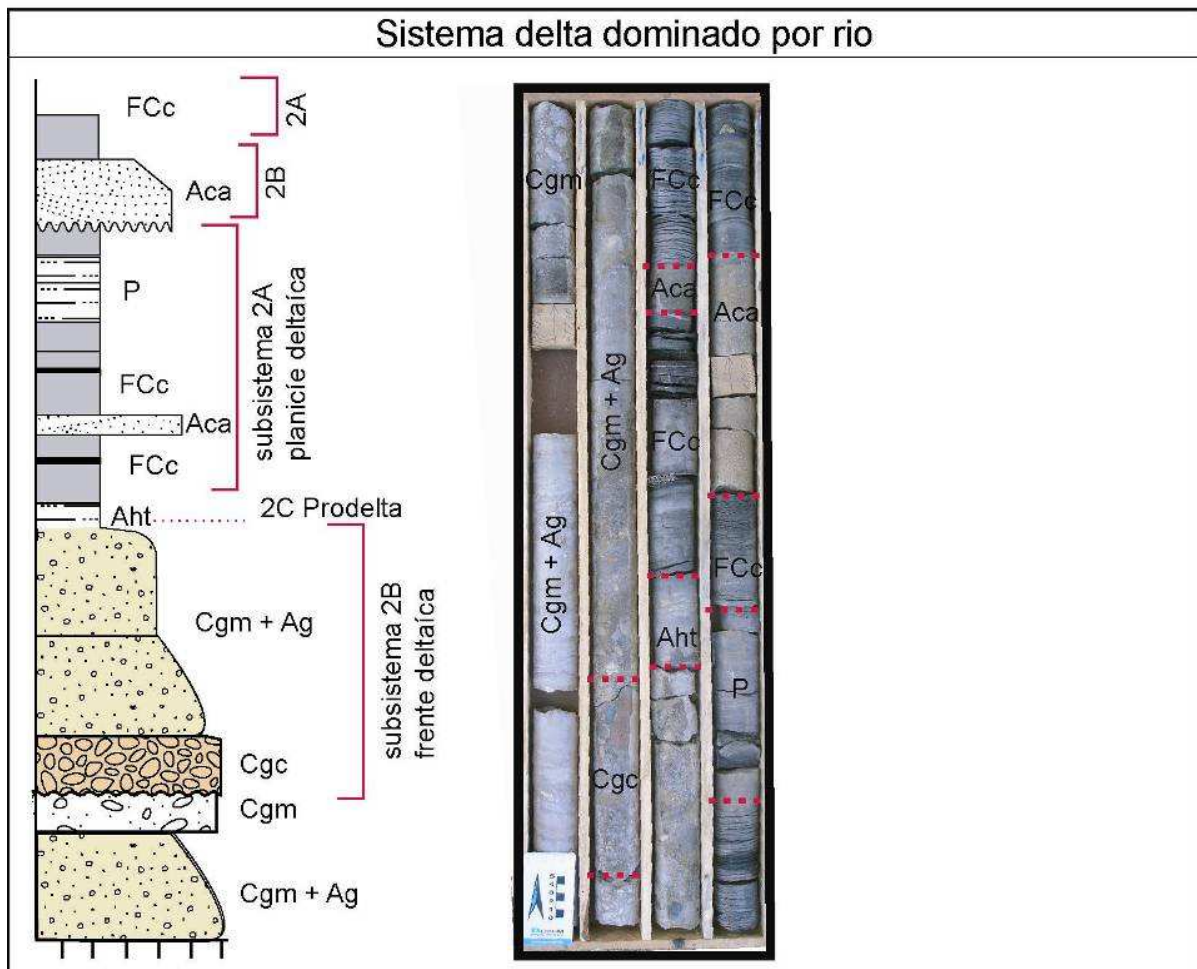 Sistema delta dominado por rio
FCc
2A
Aca
2B
P
FCc
Aca
FCc
subsistema 2A
planicie deltaíca
Aht
2C Prodelta
Cgm + Ag
subsistema 2B
frente deltaíca
Cgc
Cgm
Cgm + Ag
Cgm
Cgm + Ag
Cgm + Ag
Cgc
FCc
Aca
FCc
Aht
FCc
Aca
FCc
P